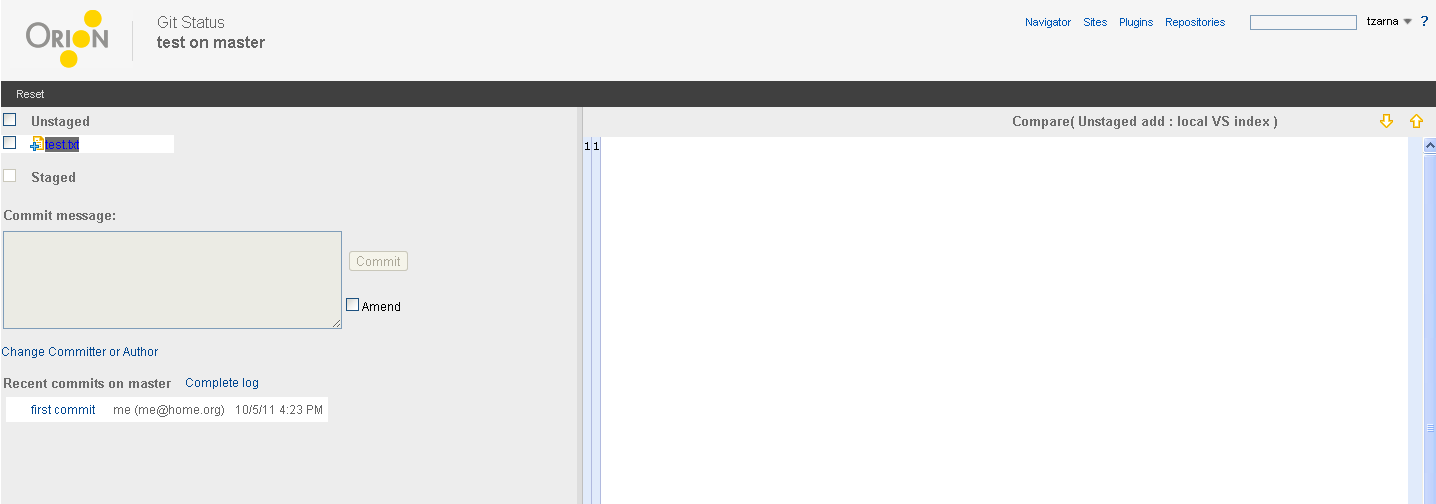 ORION
Git Status
test on master
Navigator Sites Plugins Repositories tzarna ?
Reset
Unstaged
test.txt
Staged
Commit message:
Commit
Amend
Change Committer or Author
Recent commits on master Complete log
first commit me (me@home.org) 10/5/11 4:23 PM
Compare( Unstaged add : local VS index )
1 1